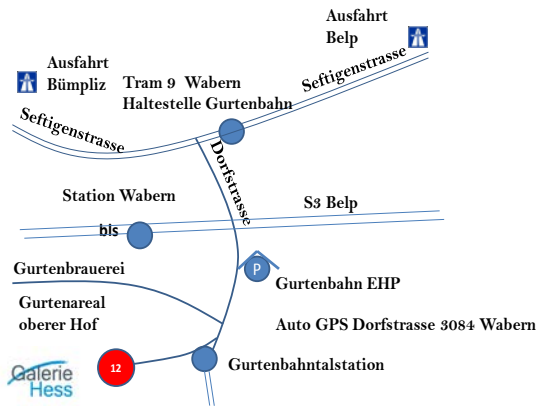 Ausfahrt
Belp
Ausfahrt
Bümpliz
Seftigenstrasse
Tram 9 Wabern
Haltestelle Gurtenbahn
Seftigenstrasse
Dorfstrasse
Station Wabern
S3 Belp
bis
P
Gurtenbrauerei
Gurtenbahn EHP
Gurtenareal
oberer Hof
Auto GPS Dorfstrasse 3084 Wabern
Gurtenbahntalstation
12
Galerie
Hess